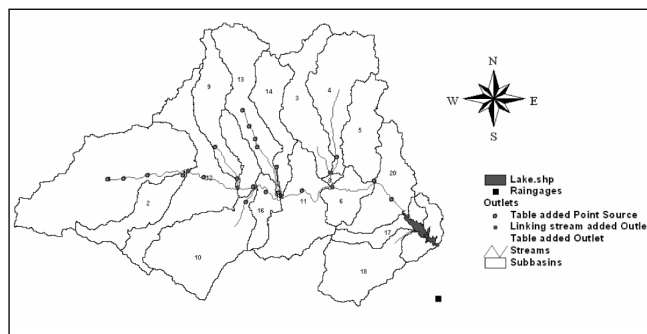 N
W E
S
13
9
14
3
4
5
20
12
2
8
6
16
11
17
10
18
Lake.shp
Raingages
Outlets
Table added Point Source
Linking stream added Outle
Table added Outlet
Streams
Subbasins